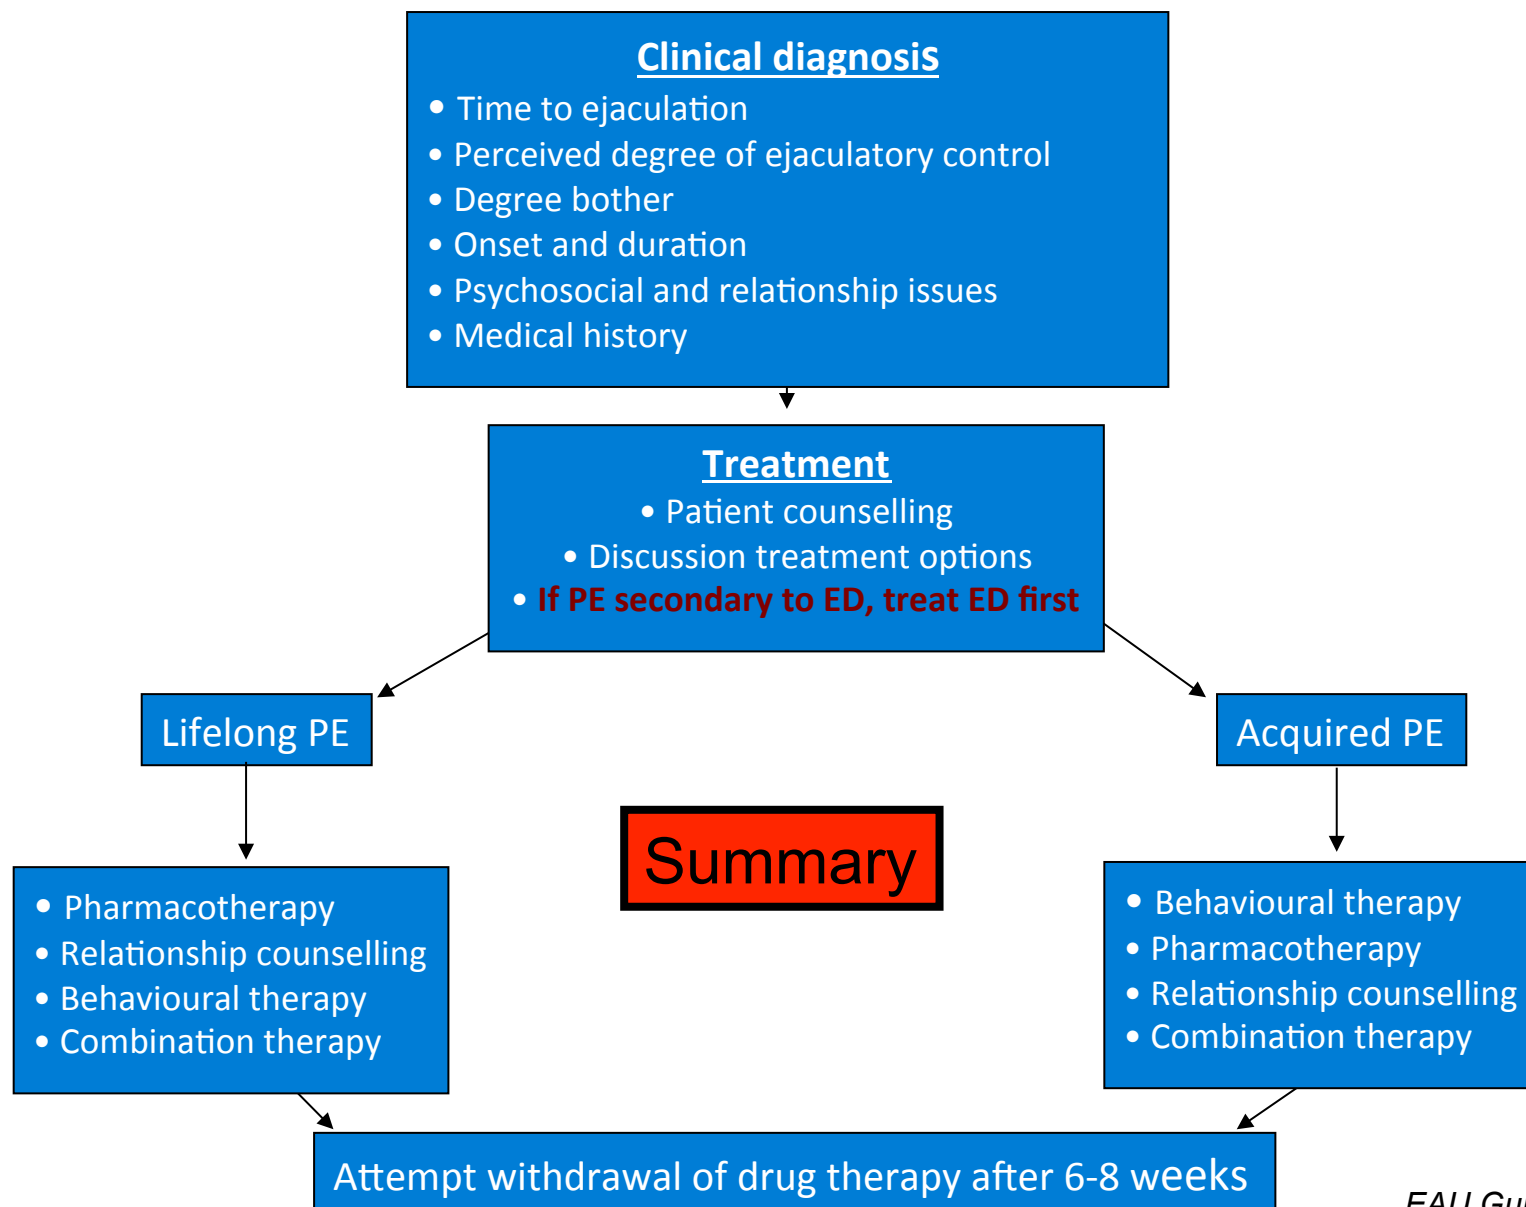 Clinical diagnosis
• Time to ejaculation
• Perceived degree of ejaculatory control
• Degree bother
• Onset and duration
• Psychosocial and relationship issues
• Medical history
Treatment
• Patient counselling
• Discussion treatment options
• If PE secondary to ED, treat ED first
Lifelong PE
Acquired PE
Summary
• Pharmacotherapy
• Relationship counselling
• Behavioural therapy
• Combination therapy
• Behavioural therapy
• Pharmacotherapy
• Relationship counselling
• Combination therapy
Attempt withdrawal of drug therapy after 6-8 weeks
EAU